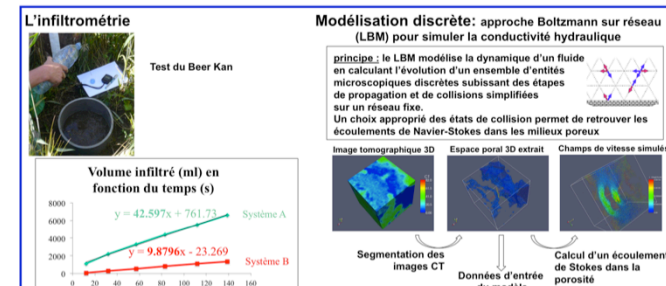 L'infiltrométrie
Test du Beer Kan
Volume infiltré (ml) en
fonction du temps (s)
8000
6000
4000
2000
0
y = 42.597x + 761.73
Système A
y = 9.8796x - 23.269
Système B
0 20 40 60 80 100 120 140 160
Modélisation discrète: approche Boltzmann sur réseau
(LBM) pour simuler la conductivité hydraulique
principe : le LBM modélise la dynamique d'un fluide
en calculant l'évolution d'un ensemble d'entités
microscopiques discrètes subissant des étapes
de propagation et de collisions simplifiées
sur un réseau fixe.
Un choix approprié des états de collision permet de retrouver les
écoulements de Navier-Stokes dans les milieux poreux
Image tomographique 3D
Espace poral 3D extrait
Champs de vitesse simulés
CT
Segmentation des
images CT
Données d'entrée
du modèle
Calcul d'un écoulement
de Stokes dans la
porosité